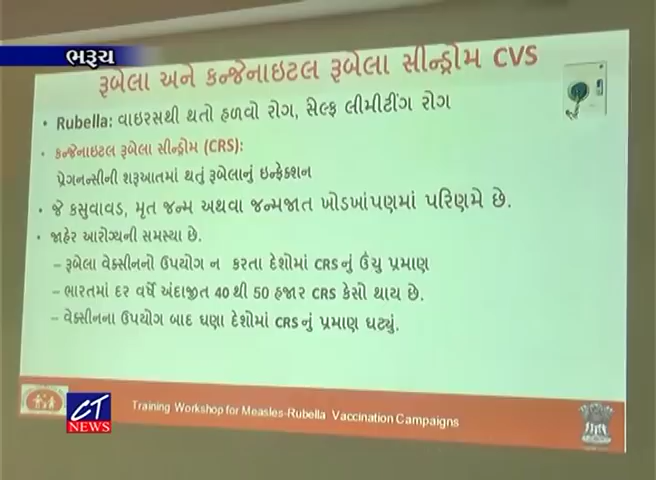 ભરૂચ
રૂબેલા અને કન્જેનાઇટલ રૂબેલા સીન્ડ્રોમ CVS
• Rubella: વાઇરસથી થતો હળવો રોગ, સેલ્ફ લીમીટીંગ રોગ
• કન્જેનાઇટલ રૂબેલા સીન્ડ્રોમ (CRS):
પ્રેગનન્સીની શરૂઆતમાં થતું રૂબેલાનું ઇન્ફેક્શન
• જે કસુવાવડ, મૃત જન્મ અથવા જન્મજાત ખોડખાંપણમાં પરિણમે છે.
• જાહેર આરોગ્યની સમસ્યા છે.
– રૂબેલા વેક્સીનનો ઉપયોગ ન કરતા દેશોમાં CRS નું ઉંચુ પ્રમાણ
– ભારતમાં દર વર્ષે અંદાજીત 40 થી 50 હજાર CRS કેસો થાય છે.
– વેક્સીનના ઉપયોગ બાદ ઘણા દેશોમાં CRS નું પ્રમાણ ઘટ્યું.
Training Workshop for Measles-Rubella Vaccination Campaigns
CT
NEWS